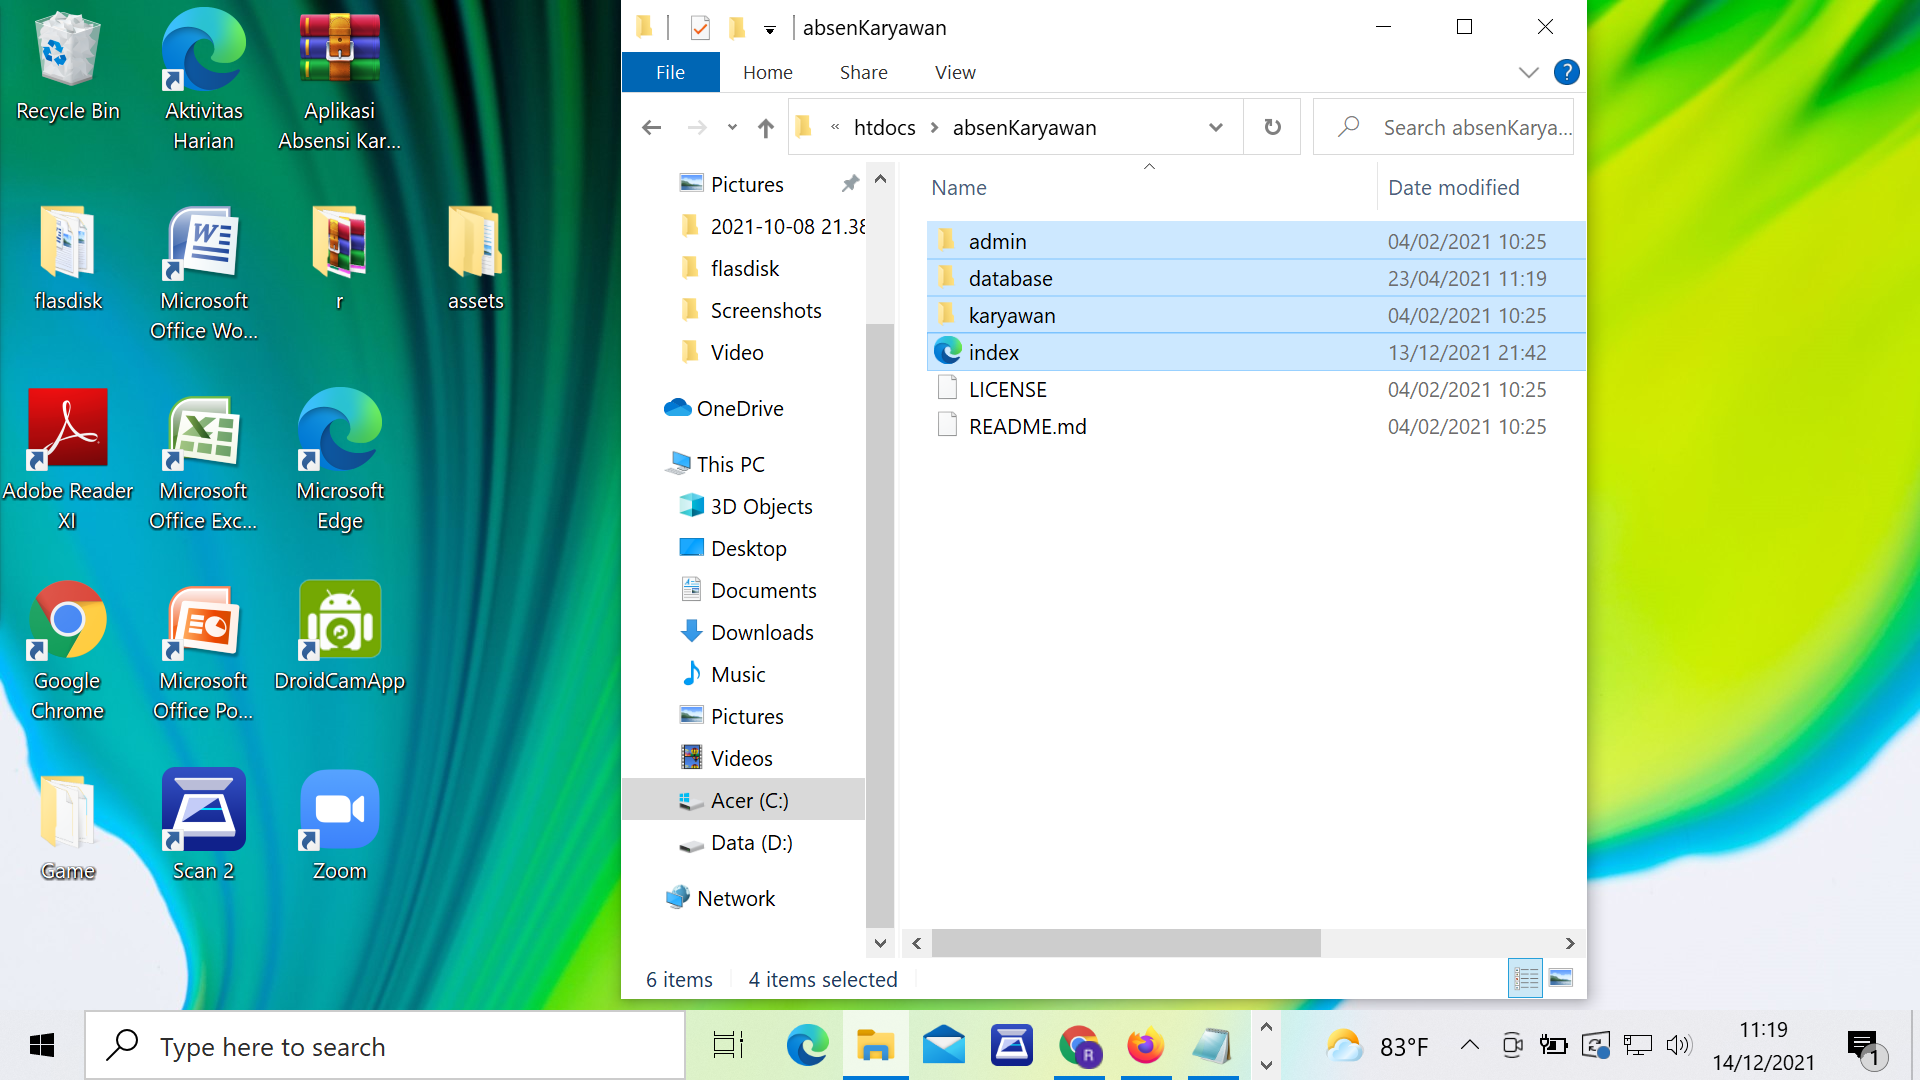 Recycle Bin
Aktivitas
Harian
Aplikasi
Absensi Kar...
flasdisk
Microsoft
Office Wo...
r
assets
Adobe Reader
XI
Microsoft
Office Exc...
Microsoft
Edge
Google
Chrome
Microsoft
Office Po...
DroidCamApp
Game
Scan 2
Zoom
absenKaryawan
File Home Share View ?
« htdocs > absenKaryawan
Search absenKarya...
Pictures
2021-10-08 21.38
flasdisk
Screenshots
Video
OneDrive
This PC
3D Objects
Desktop
Documents
Downloads
Music
Pictures
Videos
Acer (C:)
Data (D:)
Network
Name Date modified
admin 04/02/2021 10:25
database 23/04/2021 11:19
karyawan 04/02/2021 10:25
index 13/12/2021 21:42
LICENSE 04/02/2021 10:25
README.md 04/02/2021 10:25
6 items 4 items selected
Type here to search
R
83°F
11:19
14/12/2021
1